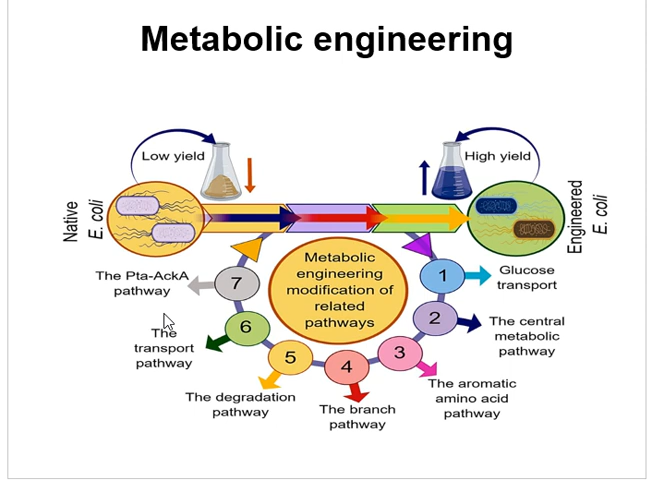 Metabolic engineering
Low yield
High yield
Native
E. coli
Engineered
E. coli
Metabolic
engineering
modification of
related
pathways
1
Glucose
transport
2
The central
metabolic
pathway
3
The aromatic
amino acid
pathway
4
The branch
pathway
5
The degradation
pathway
6
The
transport
pathway
7
The Pta-AckA
pathway